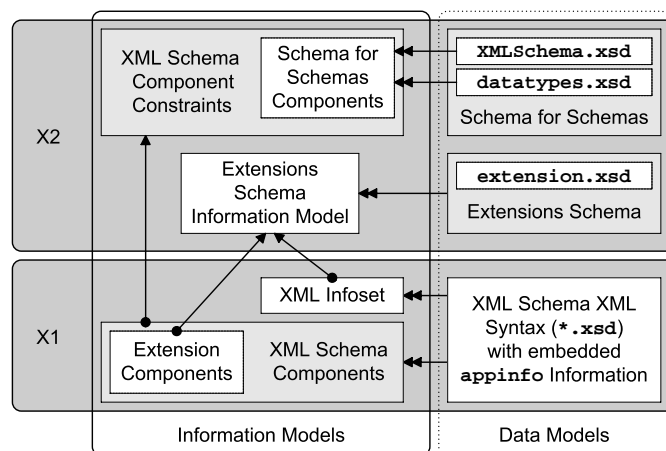 X2
XML Schema
Component
Constraints
Schema for
Schemas
Components
XMLSchema.xsd
datatypes.xsd
Schema for Schemas
Extensions
Schema
Information Model
extension.xsd
Extensions Schema
X1
XML Infoset
Extension
Components
XML Schema
Components
XML Schema XML
Syntax (*.xsd)
with embedded
appinfo Information
Information Models
Data Models